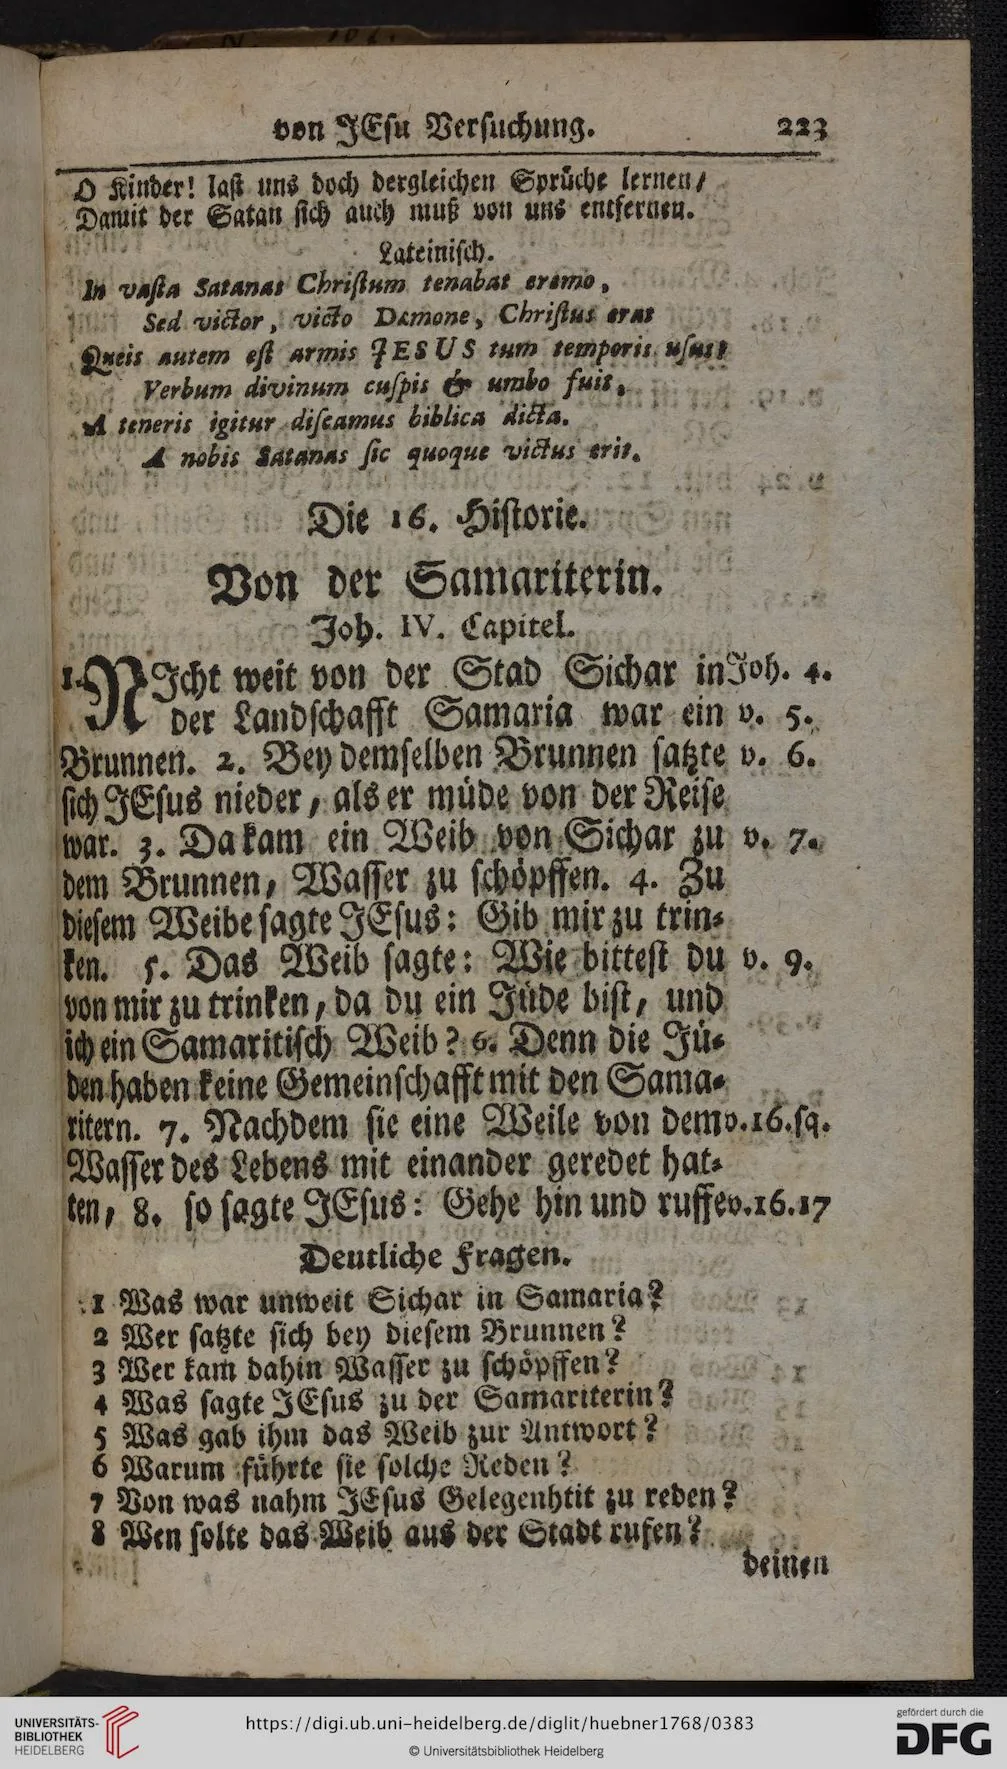 von JEsu Versuchung. 223
O Kinder! last uns doch dergleichen Sprüche lernen/
Damit der Satan sich auch muß von uns entfernen.
Lateinisch.
In vasta Satanas Christum tenabat eremo,
Sed victor, victo Dæmone, Christus erat
Queis autem est armis JESUS tum temporis usus?
Verbum divinum cuspis & umbo fuit.
A teneris igitur discamus biblica dicta.
A nobis Satanas sic quoque victus erit.
Die 16. Historie.
Von der Samariterin.
Joh. IV. Capitel.
1. NIcht weit von der Stad Sichar in Joh. 4.
der Landschafft Samaria war ein v. 5.
Brunnen. 2. Bey demselben Brunnen satzte v. 6.
sich JEsus nieder, als er müde von der Reise
war. 3. Da kam ein Weib von Sichar zu v. 7.
dem Brunnen, Wasser zu schöpffen. 4. Zu
diesem Weibe sagte JEsus: Gib mir zu trin-
ken. 5. Das Weib sagte: Wie bittest du v. 9.
von mir zu trinken, da du ein Jüde bist, und
ich ein Samaritisch Weib? 6. Denn die Jü-
den haben keine Gemeinschafft mit den Sama-
ritern. 7. Nachdem sie eine Weile von dem v.16.sq.
Wasser des Lebens mit einander geredet hat-
ten, 8. so sagte JEsus: Gehe hin und ruffe v.16.17
Deutliche Fragen.
1 Was war unweit Sichar in Samaria?
2 Wer satzte sich bey diesem Brunnen?
3 Wer kam dahin Wasser zu schöpffen?
4 Was sagte JEsus zu der Samariterin?
5 Was gab ihm das Weib zur Antwort?
6 Warum führte sie solche Reden?
7 Von was nahm JEsus Gelegenhtit zu reden?
8 Wen solte das Weib aus der Stadt rufen?
deinen
UNIVERSITÄTS-
BIBLIOTHEK
HEIDELBERG
https://digi.ub.uni-heidelberg.de/diglit/huebner1768/0383
© Universitätsbibliothek Heidelberg
gefördert durch die
DFG